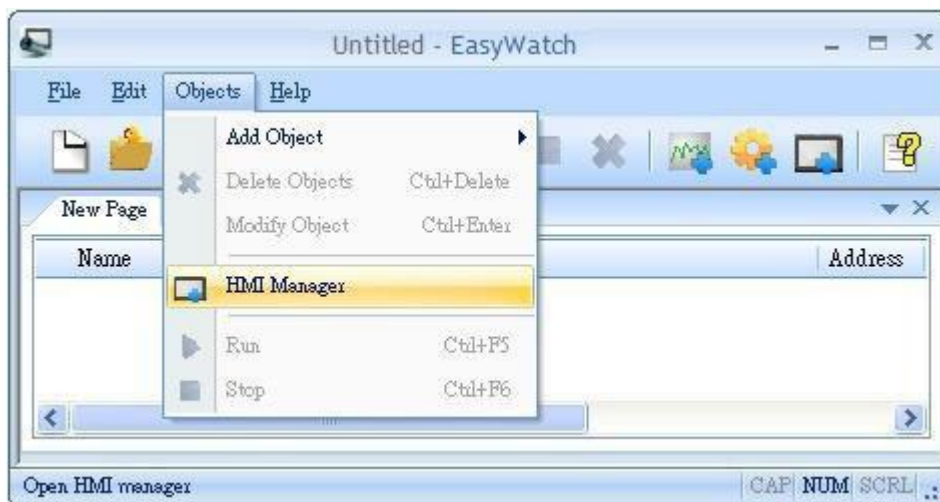 Untitled - EasyWatch
File Edit Objects Help
Add Object
Delete Objects Ctrl+Delete
Modify Object Ctrl+Enter
New Page
Name Address
HMI Manager
Run Ctrl+F5
Stop Ctrl+F6
Open HMI manager CAP NUM SCRL